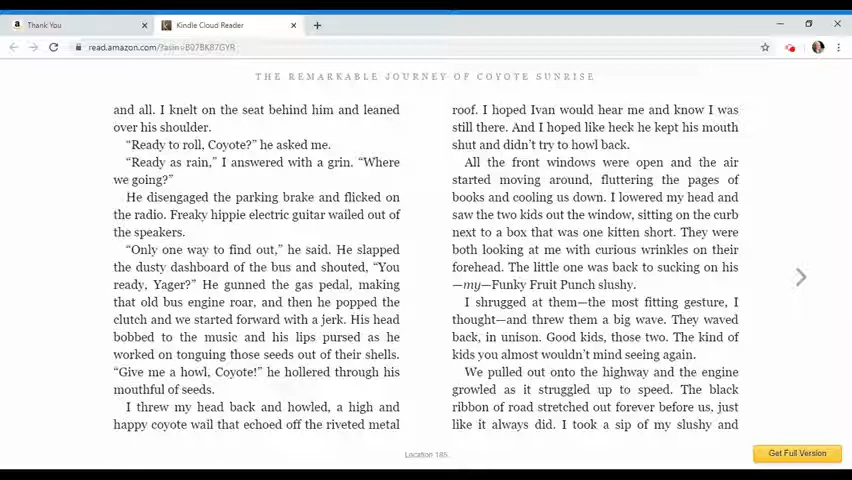 Thank You
Kindle Cloud Reader
read.amazon.com/?asin=B07BK87GYR
THE REMARKABLE JOURNEY OF COYOTE SUNRISE
and all. I knelt on the seat behind him and leaned
over his shoulder.
“Ready to roll, Coyote?” he asked me.
“Ready as rain,” I answered with a grin. “Where
we going?”
He disengaged the parking brake and flicked on
the radio. Freaky hippie electric guitar wailed out of
the speakers.
“Only one way to find out,” he said. He slapped
the dusty dashboard of the bus and shouted, “You
ready, Yager?” He gunned the gas pedal, making
that old bus engine roar, and then he popped the
clutch and we started forward with a jerk. His head
bobbed to the music and his lips pursed as he
worked on tonguing those seeds out of their shells.
“Give me a howl, Coyote!” he hollered through his
mouthful of seeds.
I threw my head back and howled, a high and
happy coyote wail that echoed off the riveted metal
roof. I hoped Ivan would hear me and know I was
still there. And I hoped like heck he kept his mouth
shut and didn’t try to howl back.
All the front windows were open and the air
started moving around, fluttering the pages of
books and cooling us down. I lowered my head and
saw the two kids out the window, sitting on the curb
next to a box that was one kitten short. They were
both looking at me with curious wrinkles on their
forehead. The little one was back to sucking on his
—my—Funky Fruit Punch slushy.
I shrugged at them—the most fitting gesture, I
thought—and threw them a big wave. They waved
back, in unison. Good kids, those two. The kind of
kids you almost wouldn’t mind seeing again.
We pulled out onto the highway and the engine
growled as it struggled up to speed. The black
ribbon of road stretched out forever before us, just
like it always did. I took a sip of my slushy and
Location 185.
Get Full Version